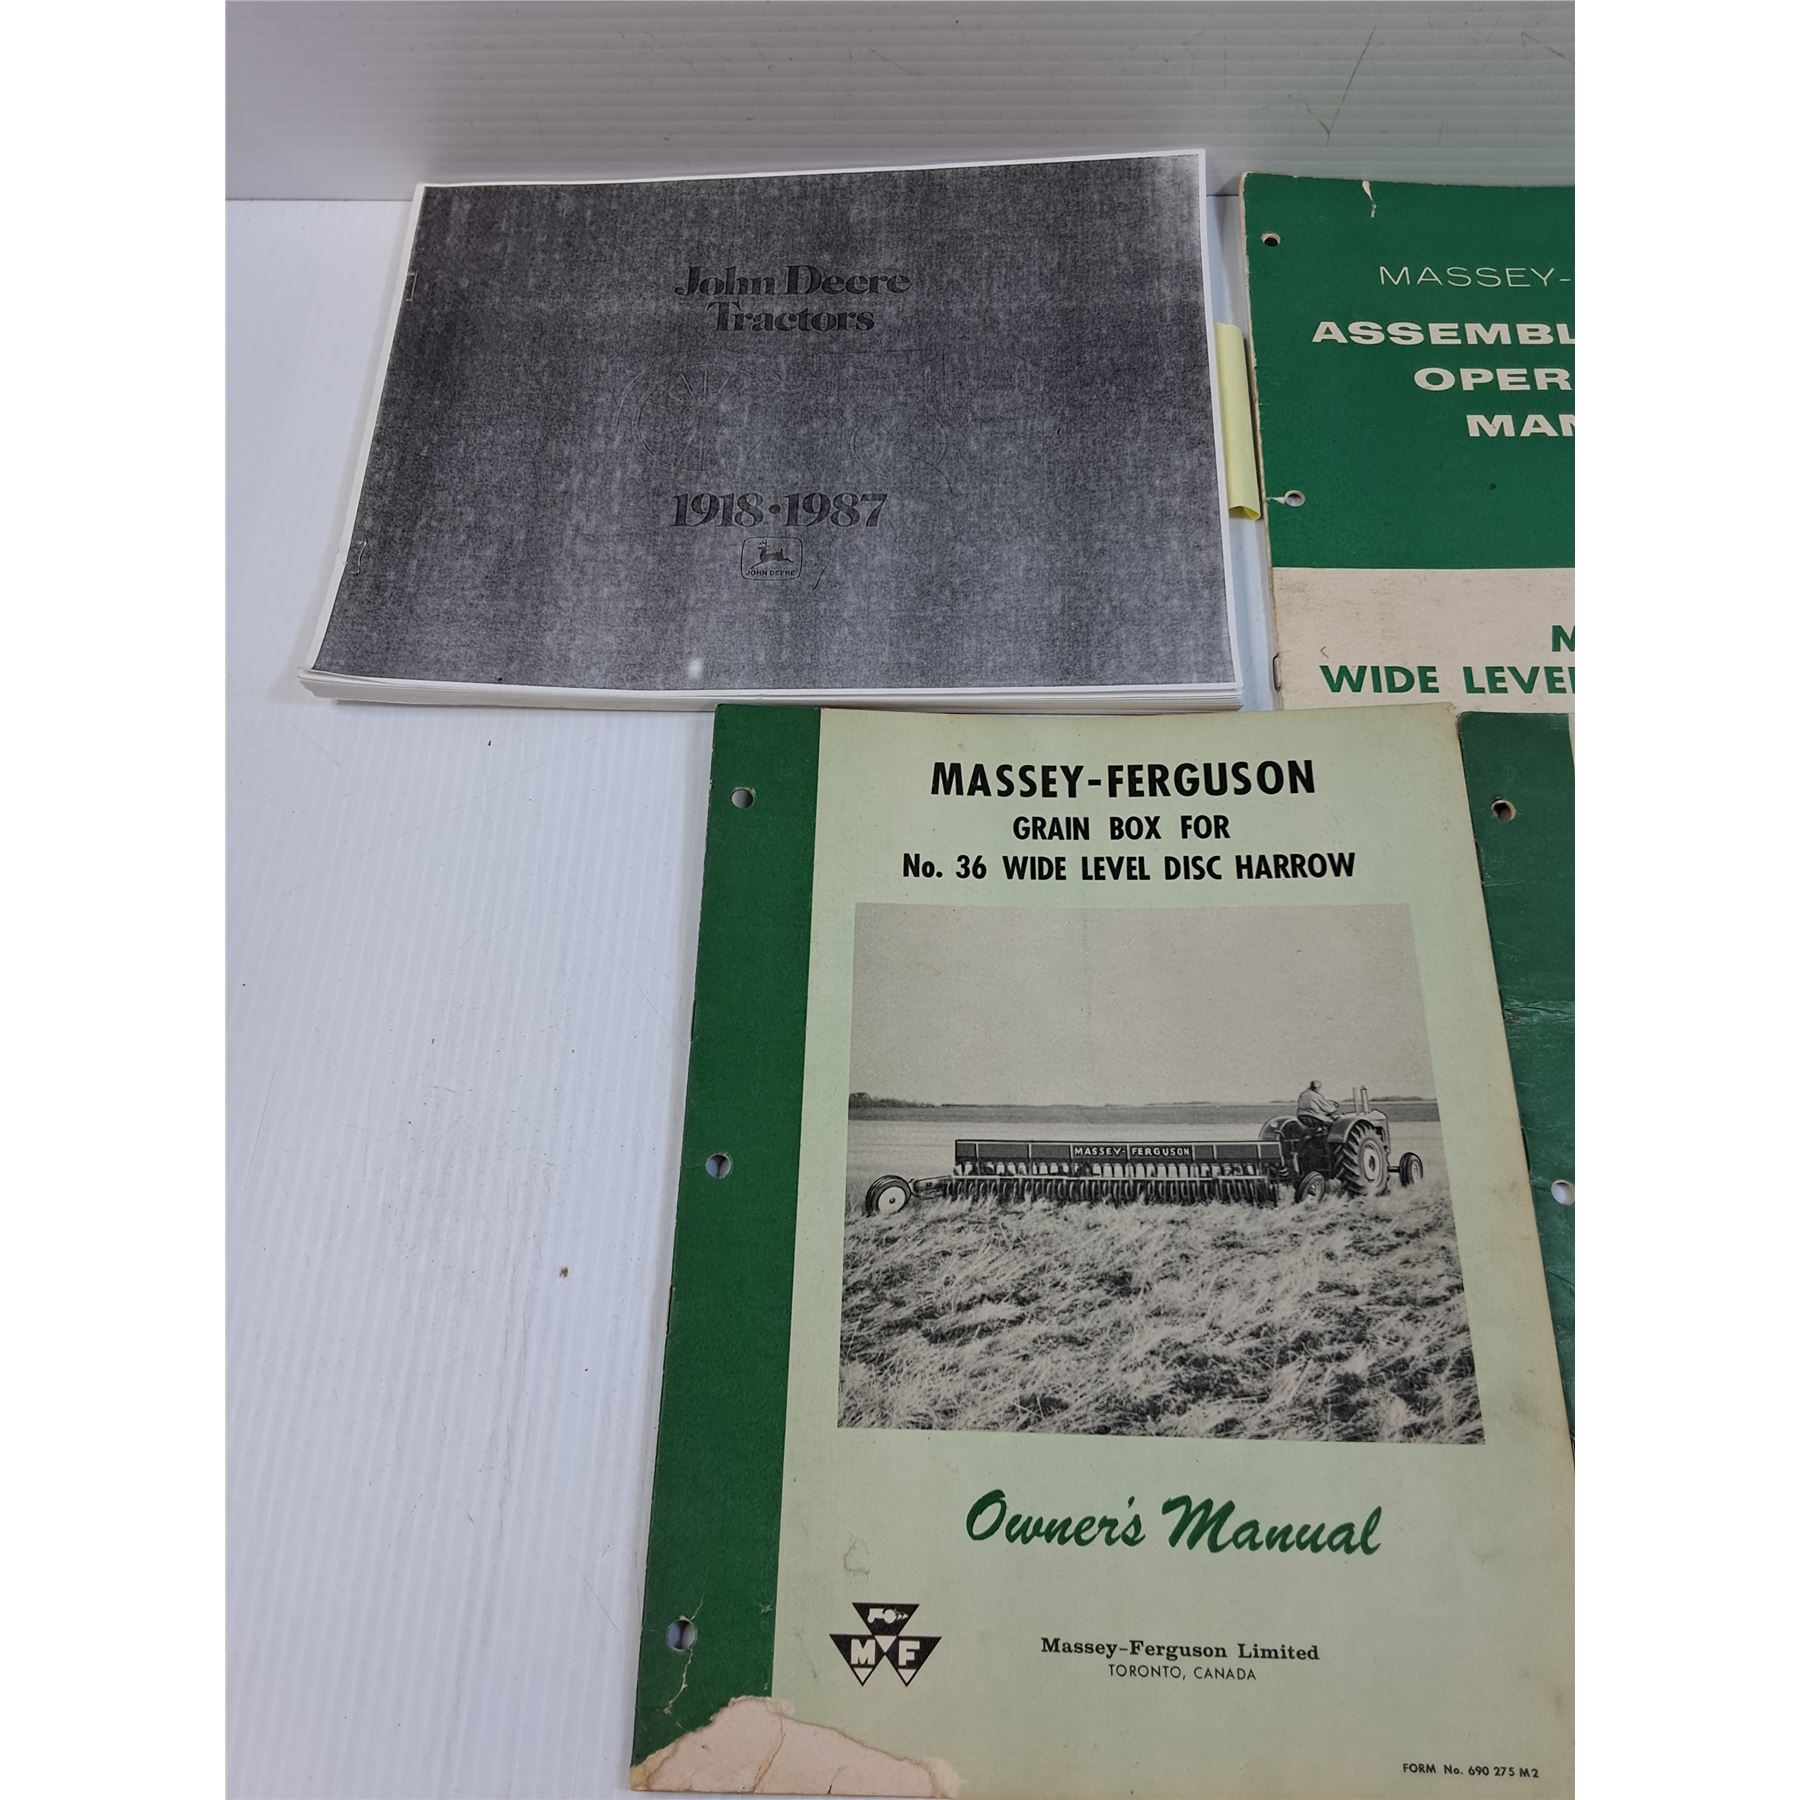 John Deere
Tractors
1918·1987
JOHN DEERE
MASSEY-
ASSEMBL
OPER
MAN
WIDE LEVEL
MASSEY-FERGUSON
GRAIN BOX FOR
No. 36 WIDE LEVEL DISC HARROW
MASSEY-FERGUSON
Owner's Manual
MF
Massey-Ferguson Limited
TORONTO, CANADA
FORM No. 690 275 M2